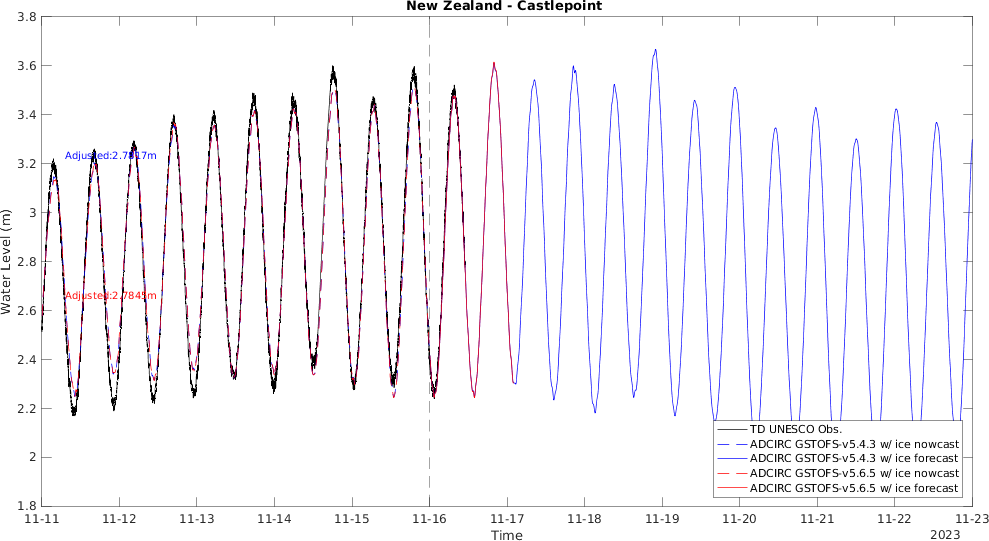 New Zealand - Castlepoint
3.8
3.6
3.4
3.2
3
2.8
2.6
2.4
2.2
2
1.8
Water Level (m)
Adjusted:2.7817m
Adjusted:2.7845m
TD UNESCO Obs.
ADCIRC GSTOFS-v5.4.3 w/ ice nowcast
ADCIRC GSTOFS-v5.4.3 w/ ice forecast
ADCIRC GSTOFS-v5.6.5 w/ ice nowcast
ADCIRC GSTOFS-v5.6.5 w/ ice forecast
11-11 11-12 11-13 11-14 11-15 11-16 11-17 11-18 11-19 11-20 11-21 11-22 11-23
Time
2023